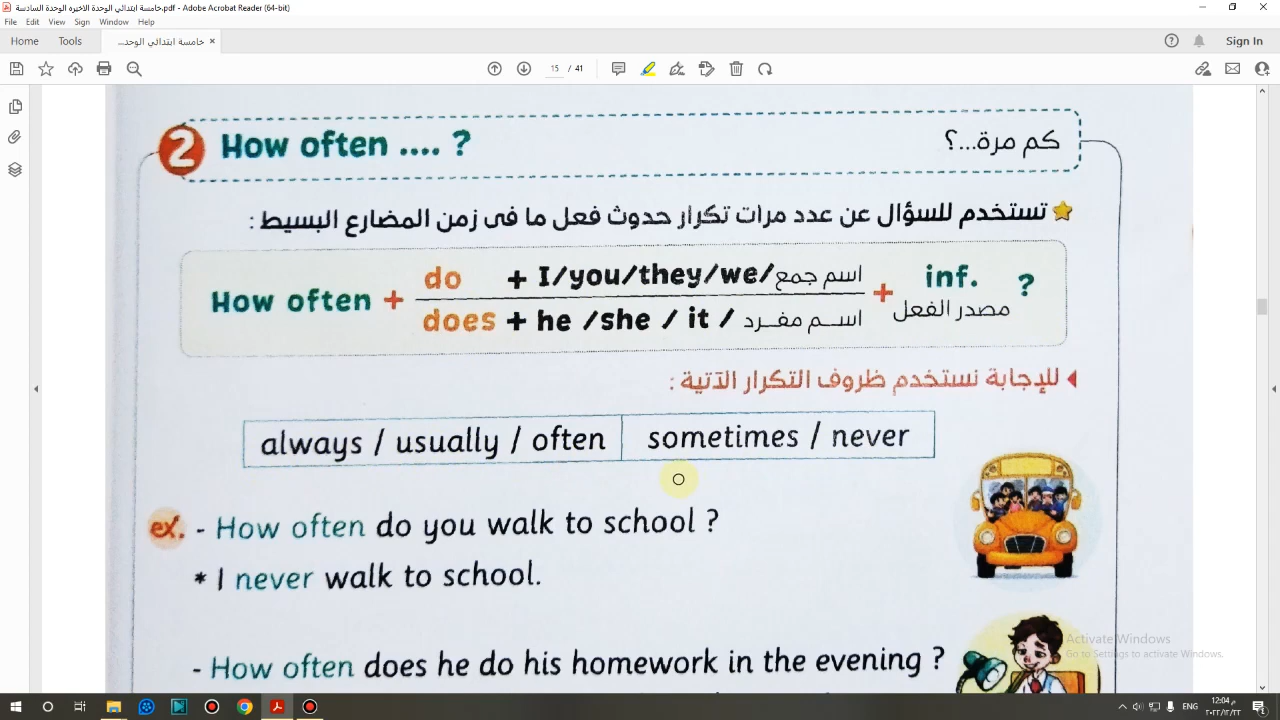 خامسة ابتدائي الوحدة الاخيره الوحدة السادسة.pdf - Adobe Acrobat Reader (64-bit)
File Edit View Sign Window Help
Home Tools خامسة ابتدائي الوحد... × Sign In
15 / 41
2 How often .... ? كم مرة...؟
تستخدم للسؤال عن عدد مرات تكرار حدوث فعل ما فى زمن المضارع البسيط :
do + I/you/they/we/اسم جمع
How often + + inf. ?
does + he /she / it / اسم مفرد مصدر الفعل
للإجابة نستخدم ظروف التكرار الآتية :
always / usually / often sometimes / never
ex. - How often do you walk to school ?
* I never walk to school.
- How often does he do his homework in the evening ?
Activate Windows
Go to Settings to activate Windows.
ENG 12:04 م
٢٠٢٢/١٢/٢٢